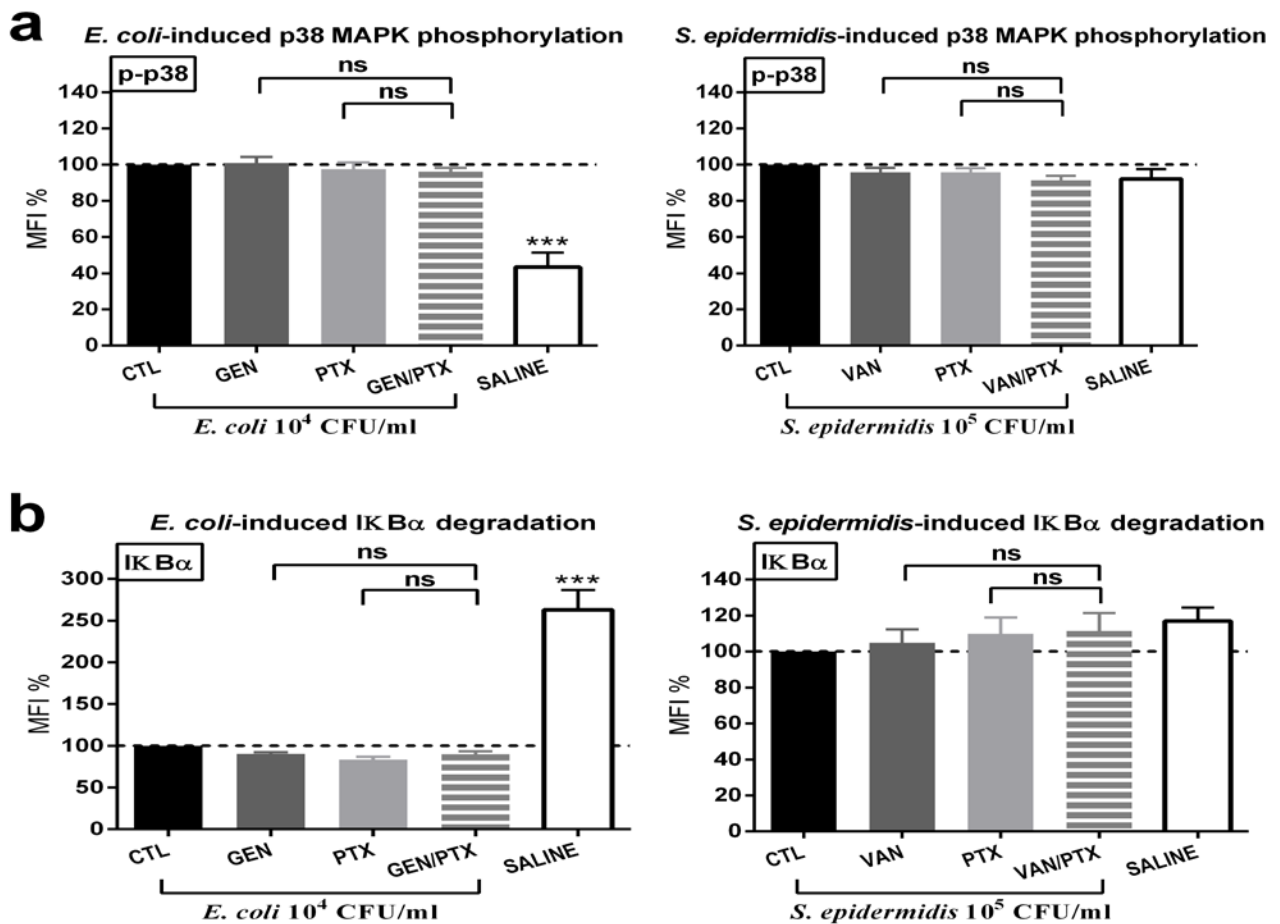 a
E. coli-induced p38 MAPK phosphorylation
p-p38
ns
ns
MFI %
140
120
100
80
60
40
20
0
***
CTL
GEN
PTX
GEN/PTX
SALINE
E. coli 10⁴ CFU/ml
S. epidermidis-induced p38 MAPK phosphorylation
p-p38
ns
ns
MFI %
140
120
100
80
60
40
20
0
CTL
VAN
PTX
VAN/PTX
SALINE
S. epidermidis 10⁵ CFU/ml
b
E. coli-induced IΚBα degradation
IΚBα
ns
ns
***
MFI %
300
250
200
150
100
50
0
CTL
GEN
PTX
GEN/PTX
SALINE
E. coli 10⁴ CFU/ml
S. epidermidis-induced IΚBα degradation
IΚBα
ns
ns
MFI %
140
120
100
80
60
40
20
0
CTL
VAN
PTX
VAN/PTX
SALINE
S. epidermidis 10⁵ CFU/ml